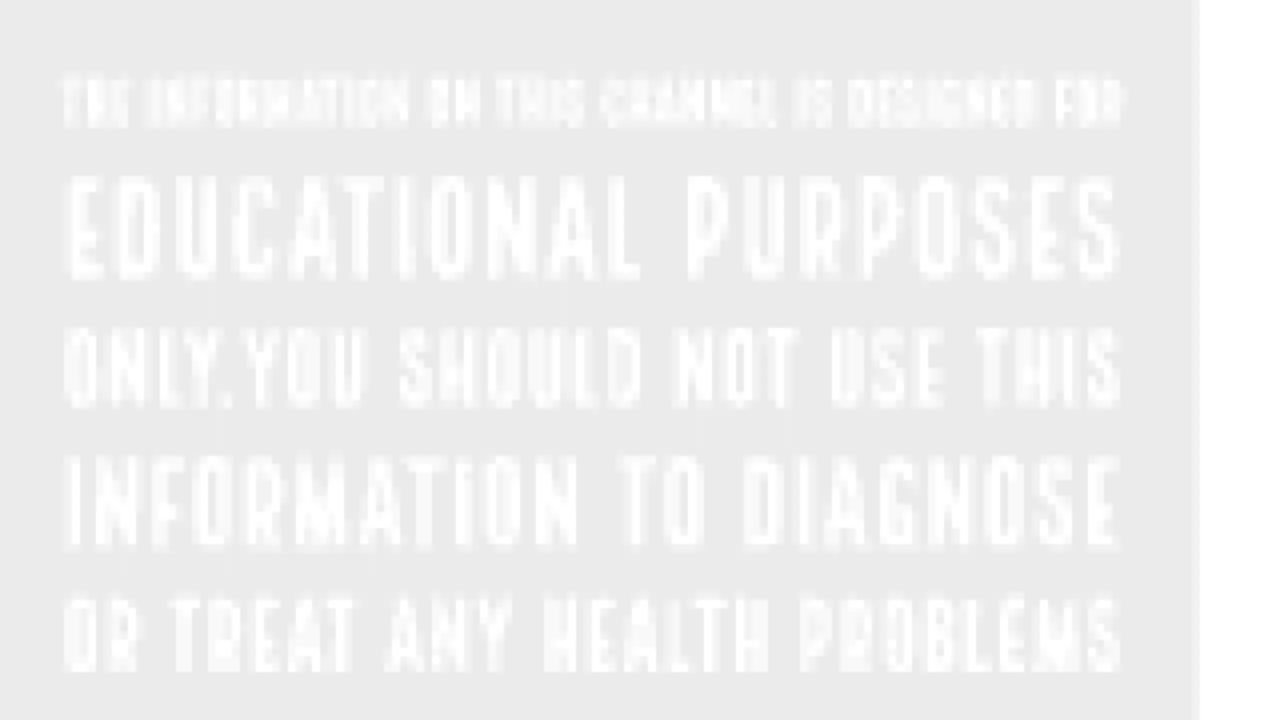 THE INFORMATION ON THIS CHANNEL IS DESIGNED FOR
EDUCATIONAL PURPOSES
ONLY.YOU SHOULD NOT USE THIS
INFORMATION TO DIAGNOSE
OR TREAT ANY HEALTH PROBLEMS